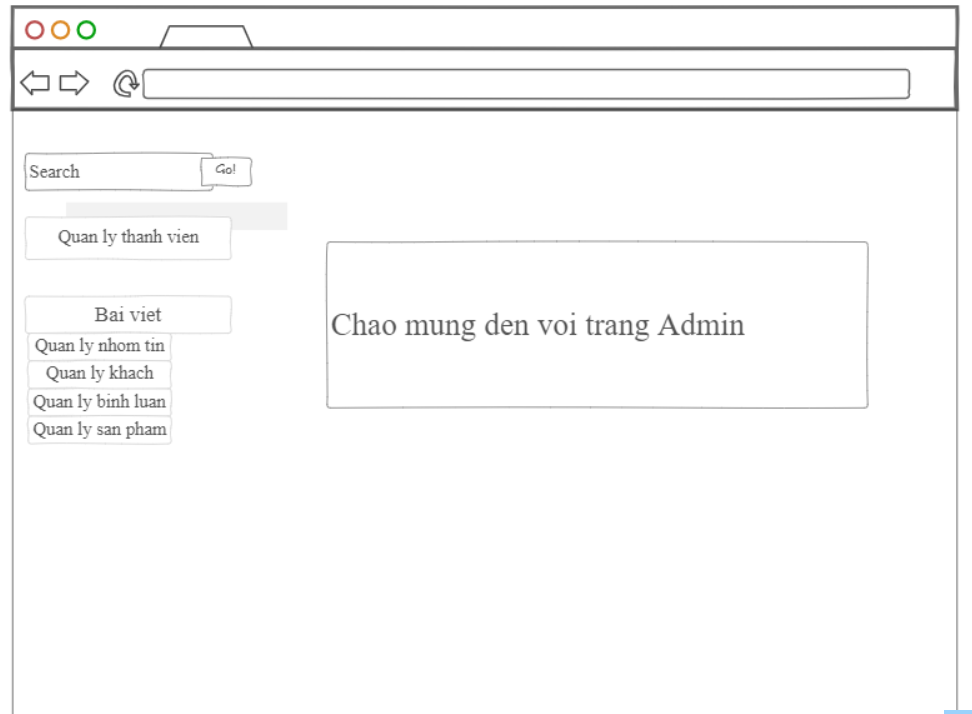 Search
Go!
Quan ly thanh vien
Bai viet
Quan ly nhom tin
Quan ly khach
Quan ly binh luan
Quan ly san pham
Chao mung den voi trang Admin